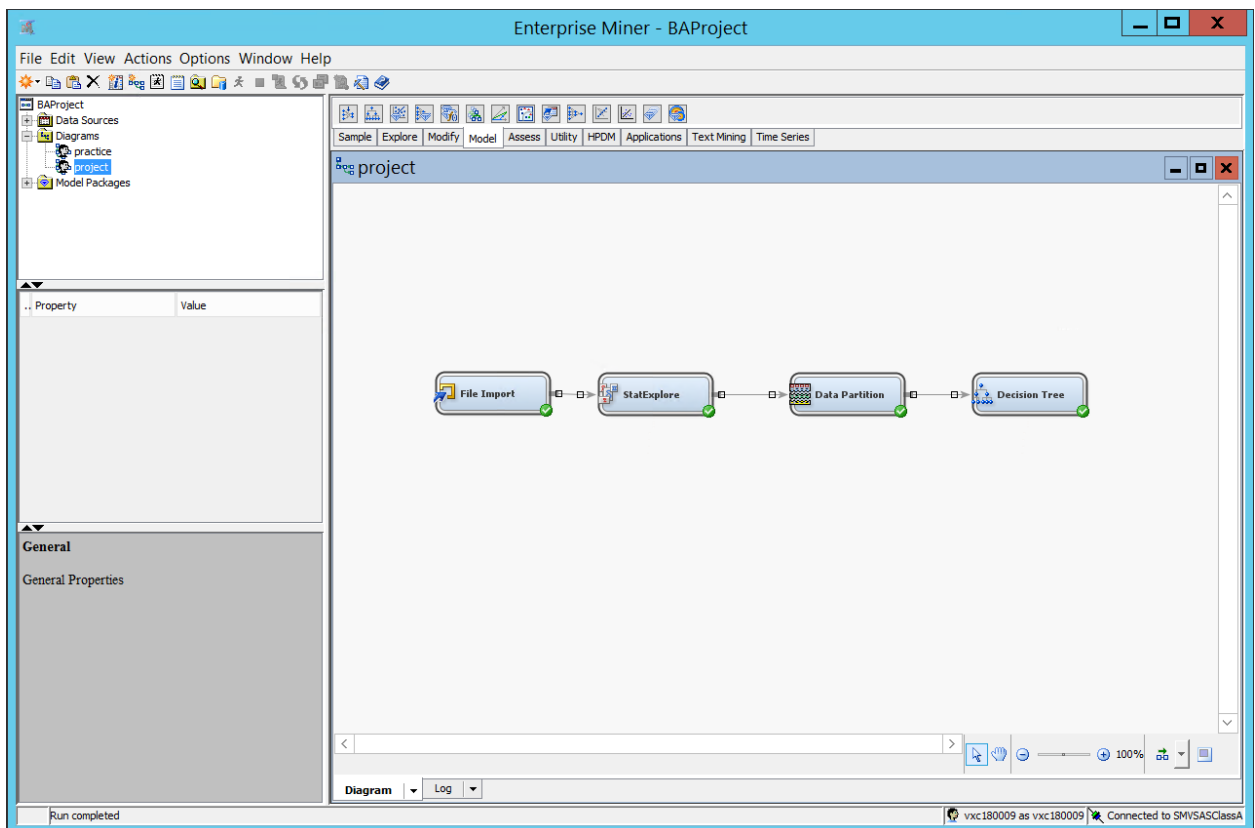 Enterprise Miner - BAProject
File Edit View Actions Options Window Help
BAProject
Data Sources
Diagrams
practice
project
Model Packages
.. Property Value
General
General Properties
Sample Explore Modify Model Assess Utility HPDM Applications Text Mining Time Series
project
File Import
StatExplore
Data Partition
Decision Tree
100%
Diagram Log
Run completed
vxc180009 as vxc180009 Connected to SMVSASClassA